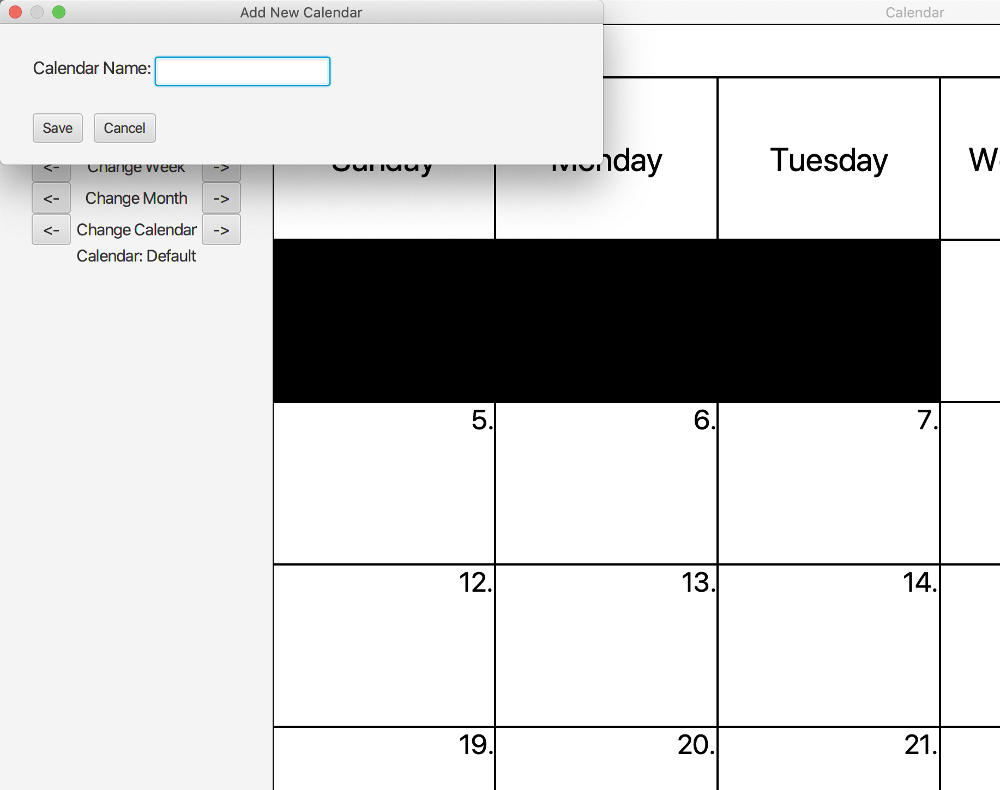 Add New Calendar
Calendar
Calendar Name:
Save Cancel
<- Change Week ->
<- Change Month ->
<- Change Calendar ->
Calendar: Default
Sunday Monday Tuesday
5. 6. 7.
12. 13. 14.
19. 20. 21.